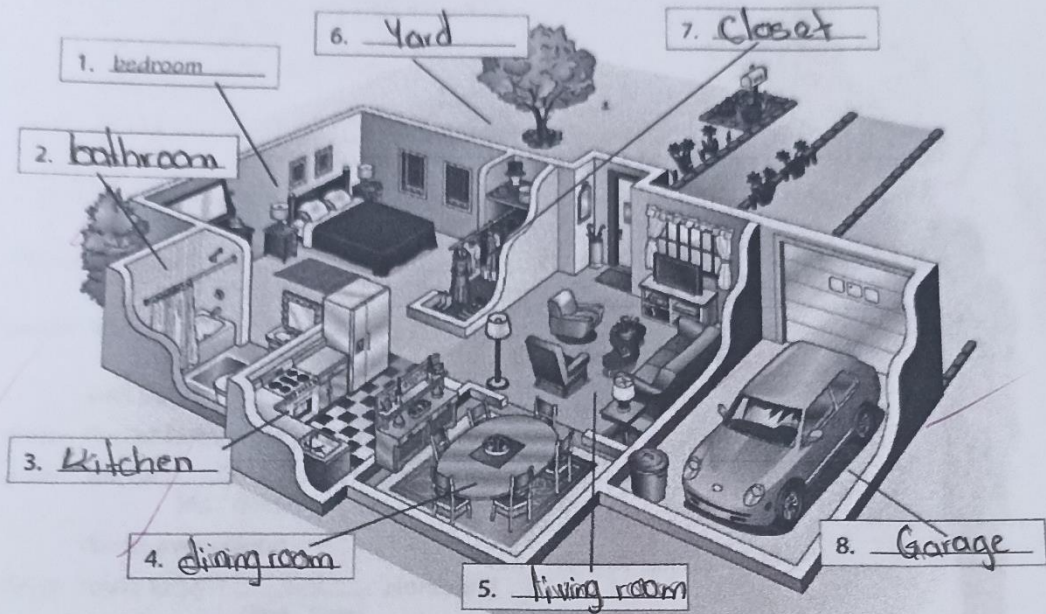 1. bedroom
2. bathroom
3. kitchen
4. dining room
5. living room
6. Yard
7. Closet
8. Garage